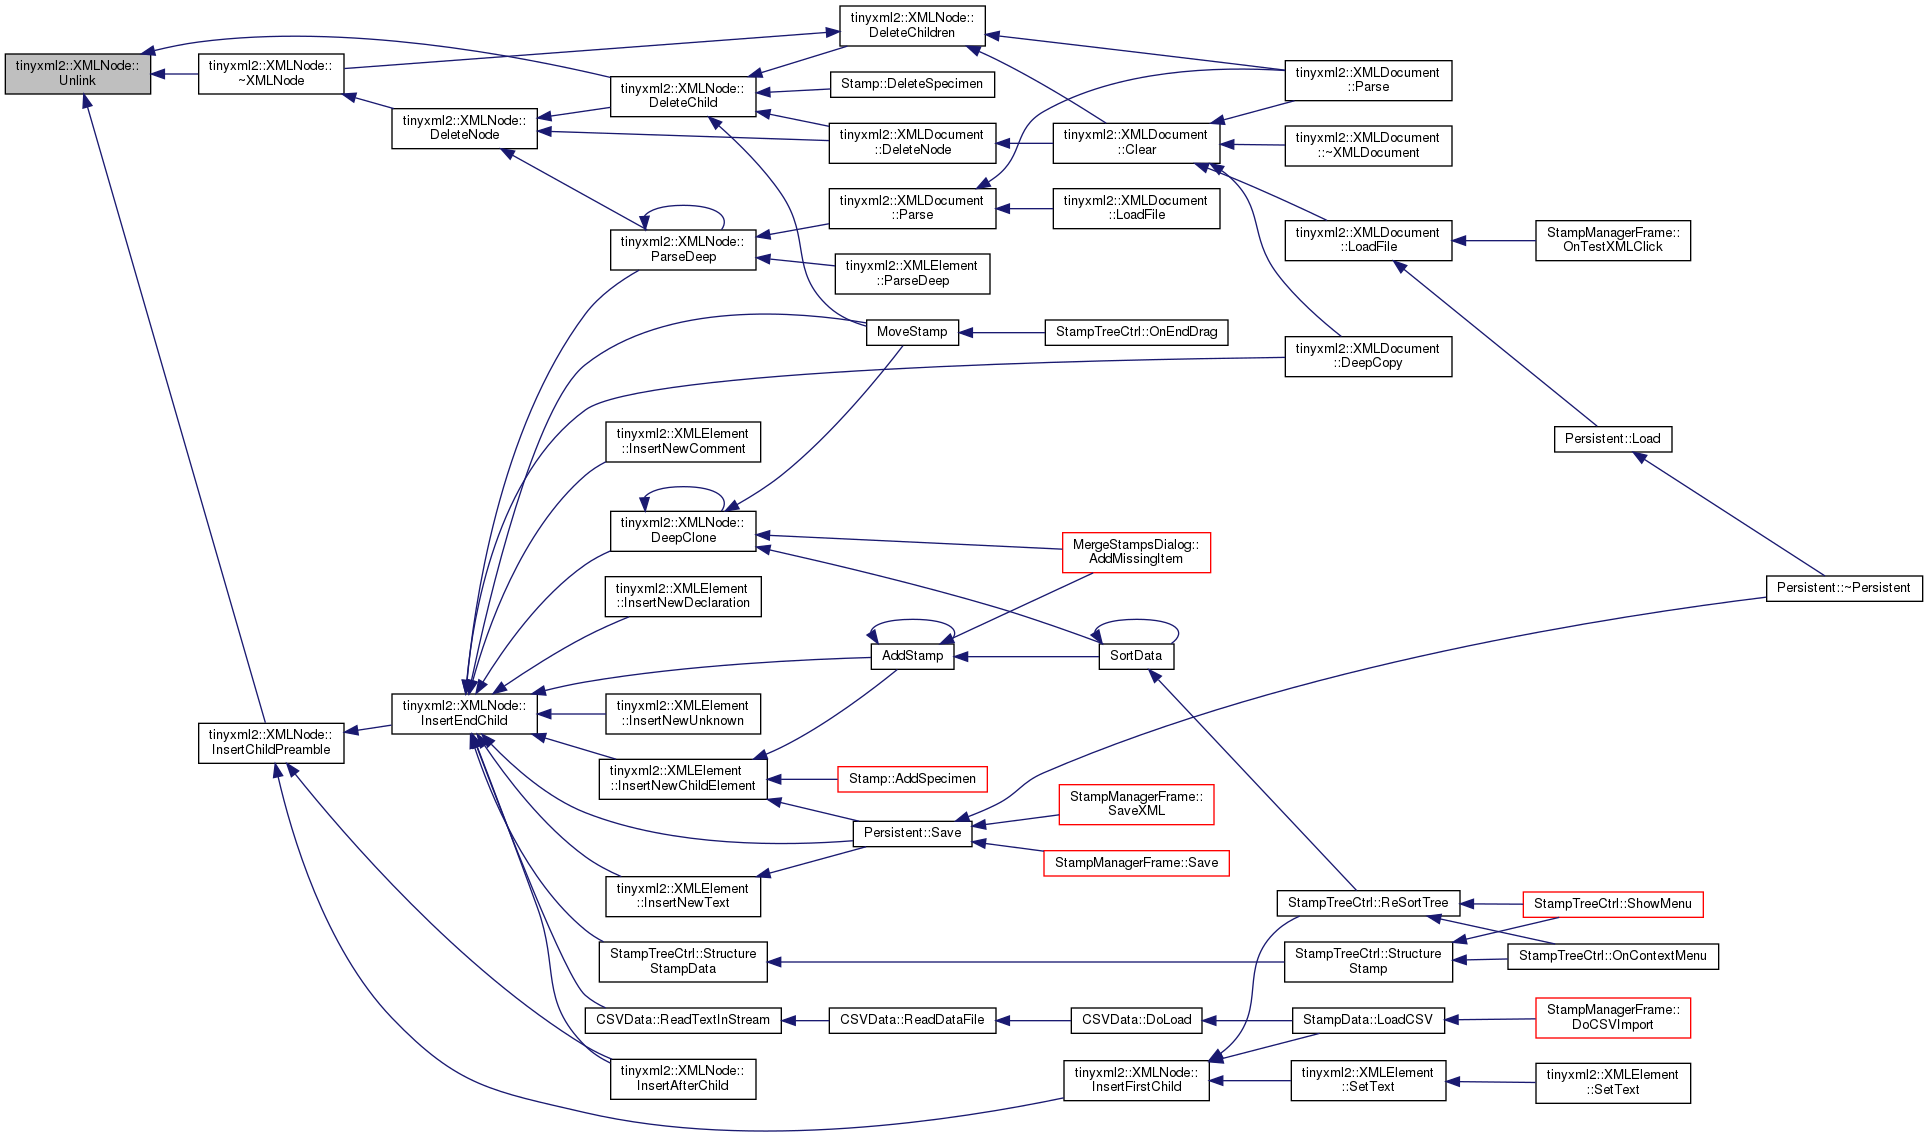 tinyxml2::XMLNode::
Unlink
tinyxml2::XMLNode::
~XMLNode
tinyxml2::XMLNode::
DeleteNode
tinyxml2::XMLNode::
DeleteChild
tinyxml2::XMLNode::
DeleteChildren
Stamp::DeleteSpecimen
tinyxml2::XMLDocument
::DeleteNode
tinyxml2::XMLDocument
::Clear
tinyxml2::XMLDocument
::Parse
tinyxml2::XMLDocument
::~XMLDocument
tinyxml2::XMLDocument
::Parse
tinyxml2::XMLDocument
::LoadFile
tinyxml2::XMLNode::
ParseDeep
tinyxml2::XMLElement
::ParseDeep
tinyxml2::XMLDocument
::LoadFile
StampManagerFrame::
OnTestXMLClick
MoveStamp
StampTreeCtrl::OnEndDrag
tinyxml2::XMLDocument
::DeepCopy
tinyxml2::XMLElement
::InsertNewComment
Persistent::Load
tinyxml2::XMLNode::
DeepClone
MergeStampsDialog::
AddMissingItem
tinyxml2::XMLElement
::InsertNewDeclaration
Persistent::~Persistent
AddStamp
SortData
tinyxml2::XMLNode::
InsertEndChild
tinyxml2::XMLElement
::InsertNewUnknown
tinyxml2::XMLNode::
InsertChildPreamble
tinyxml2::XMLElement
::InsertNewChildElement
Stamp::AddSpecimen
StampManagerFrame::
SaveXML
Persistent::Save
StampManagerFrame::Save
tinyxml2::XMLElement
::InsertNewText
StampTreeCtrl::ReSortTree
StampTreeCtrl::ShowMenu
StampTreeCtrl::Structure
StampData
StampTreeCtrl::Structure
Stamp
StampTreeCtrl::OnContextMenu
CSVData::ReadTextInStream
CSVData::ReadDataFile
CSVData::DoLoad
StampData::LoadCSV
StampManagerFrame::
DoCSVImport
tinyxml2::XMLNode::
InsertAfterChild
tinyxml2::XMLNode::
InsertFirstChild
tinyxml2::XMLElement
::SetText
tinyxml2::XMLElement
::SetText